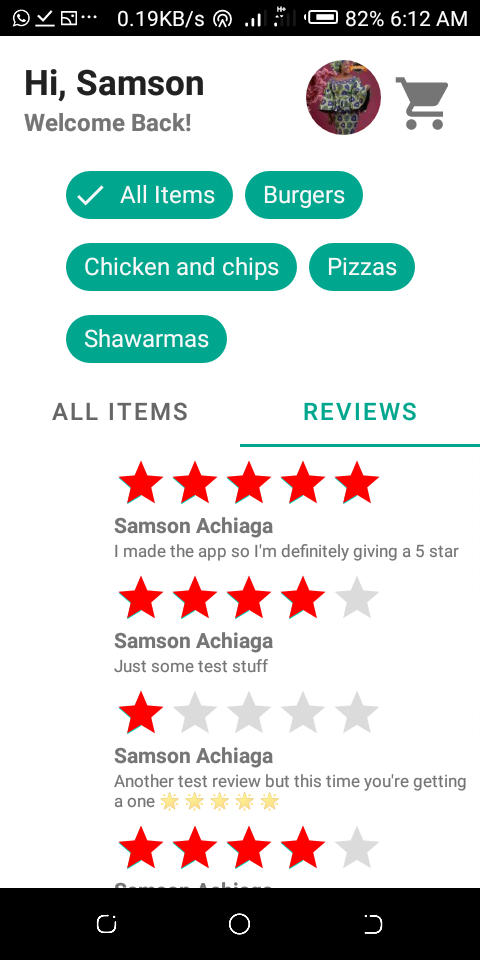 0.19KB/s H+ 82% 6:12 AM
Hi, Samson
Welcome Back!
All Items Burgers
Chicken and chips Pizzas
Shawarmas
ALL ITEMS REVIEWS
Samson Achiaga
I made the app so I'm definitely giving a 5 star
Samson Achiaga
Just some test stuff
Samson Achiaga
Another test review but this time you're getting
a one 🌟 🌟 🌟 🌟 🌟
Samson Achiaga